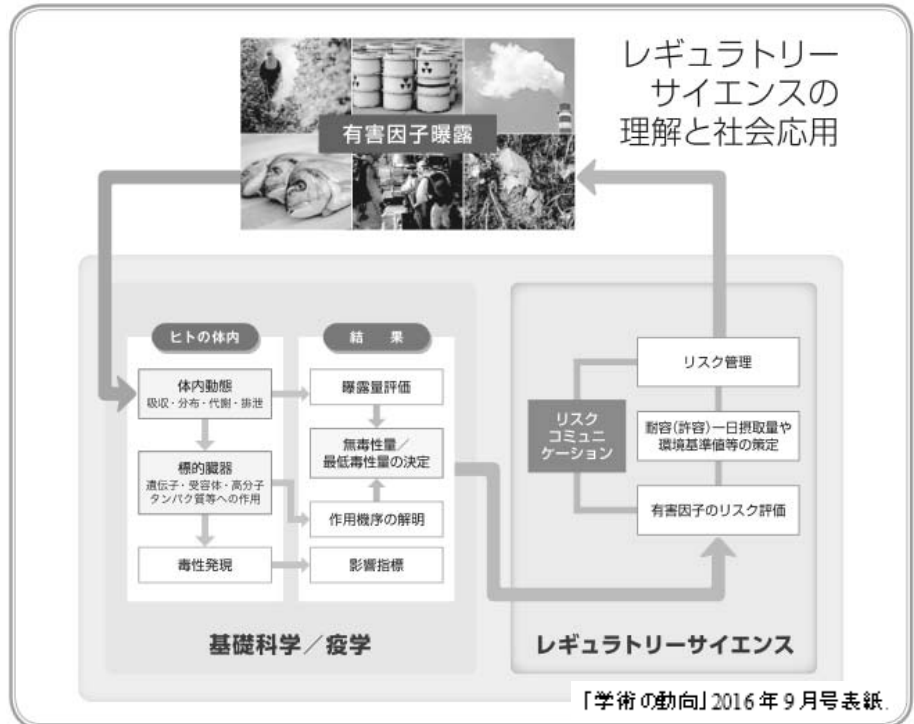 レギュラトリー
サイエンスの
理解と社会応用
有害因子曝露
ヒトの体内
体内動態
吸収・分布・代謝・排泄
標的臓器
遺伝子・受容体・高分子
タンパク質等への作用
毒性発現
結 果
曝露量評価
無毒性量／
最低毒性量の決定
作用機序の解明
影響指標
基礎科学／疫学
リスク管理
リスク
コミュニ
ケーション
耐容(許容)一日摂取量や
環境基準値等の策定
有害因子のリスク評価
レギュラトリーサイエンス
「学術の動向」2016年9月号表紙.